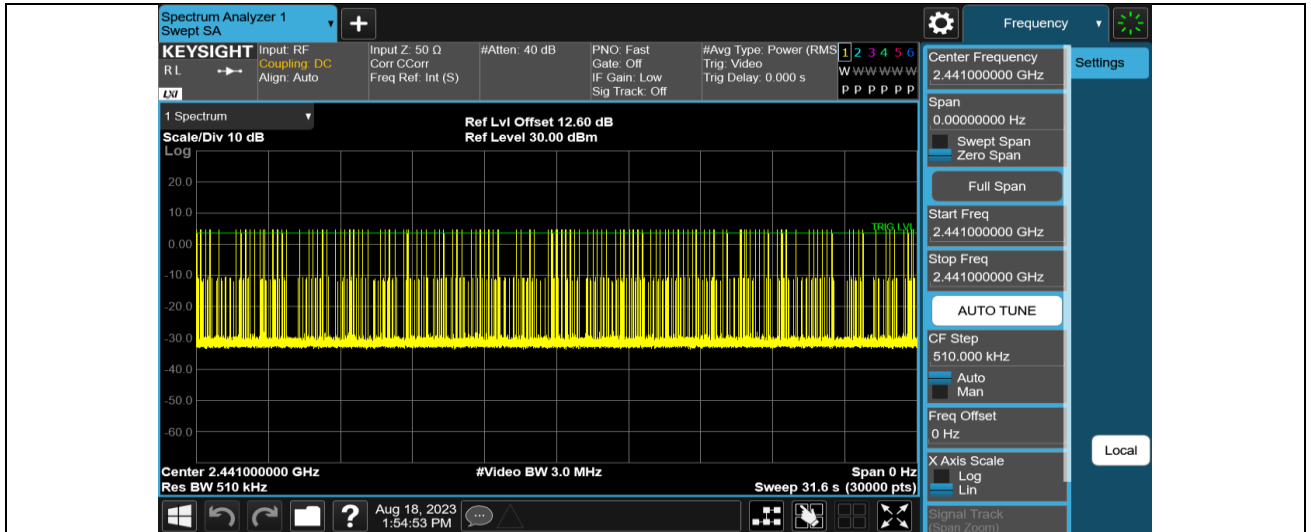 Spectrum Analyzer 1
Swept SA
Frequency
KEYSIGHT
RL
LXI
Input: RF
Coupling: DC
Align: Auto
Input Z: 50 Ω
Corr CCorr
Freq Ref: Int (S)
#Atten: 40 dB
PNO: Fast
Gate: Off
IF Gain: Low
Sig Track: Off
#Avg Type: Power (RMS
Trig: Video
Trig Delay: 0.000 s
1 2 3 4 5 6
W W W W W W
P P P P P P
Center Frequency
2.441000000 GHz
Settings
Span
0.00000000 Hz
Swept Span
Zero Span
Full Span
Start Freq
2.441000000 GHz
Stop Freq
2.441000000 GHz
AUTO TUNE
CF Step
510.000 kHz
Auto
Man
Freq Offset
0 Hz
X Axis Scale
Log
Lin
Signal Track
(Span Zoom)
Local
1 Spectrum
Scale/Div 10 dB
Ref Lvl Offset 12.60 dB
Ref Level 30.00 dBm
Log
20.0
10.0
TRIG LVL
0.00
-10.0
-20.0
-30.0
-40.0
-50.0
-60.0
Center 2.441000000 GHz
#Video BW 3.0 MHz
Span 0 Hz
Res BW 510 kHz
Sweep 31.6 s (30000 pts)
?
Aug 18, 2023
1:54:53 PM